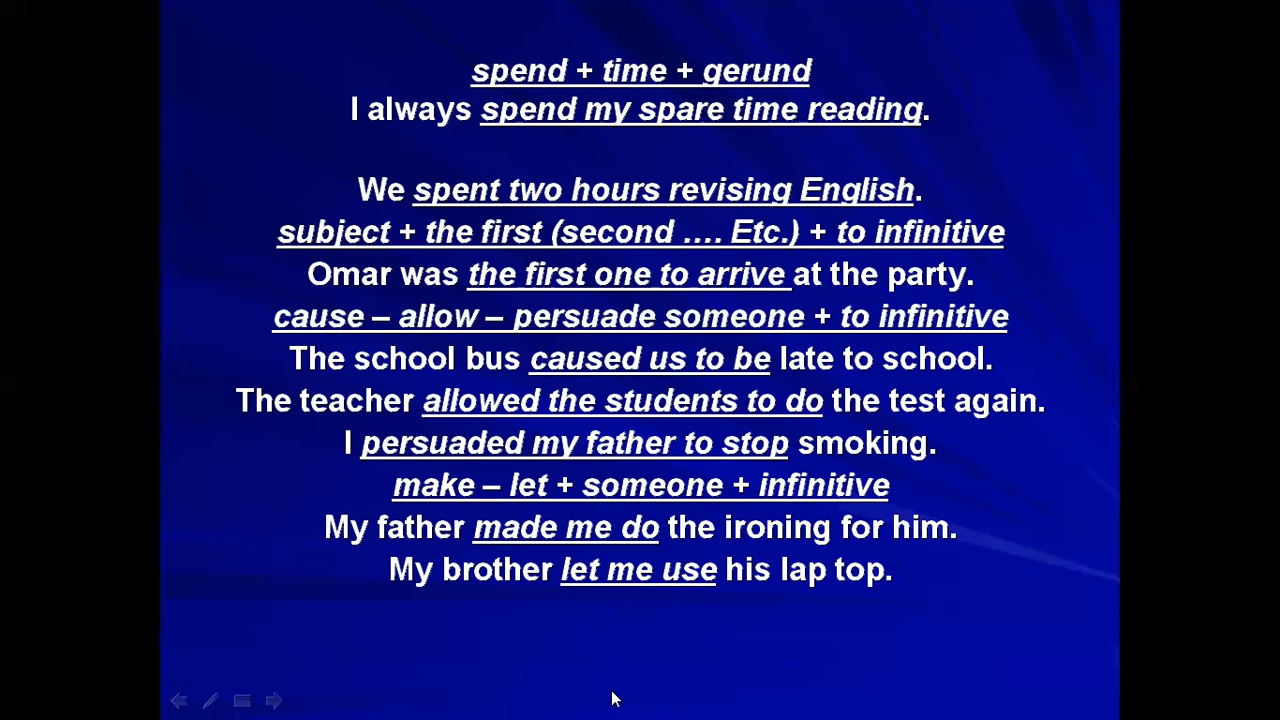 spend + time + gerund
I always spend my spare time reading.
We spent two hours revising English.
subject + the first (second …. Etc.) + to infinitive
Omar was the first one to arrive at the party.
cause – allow – persuade someone + to infinitive
The school bus caused us to be late to school.
The teacher allowed the students to do the test again.
I persuaded my father to stop smoking.
make – let + someone + infinitive
My father made me do the ironing for him.
My brother let me use his lap top.